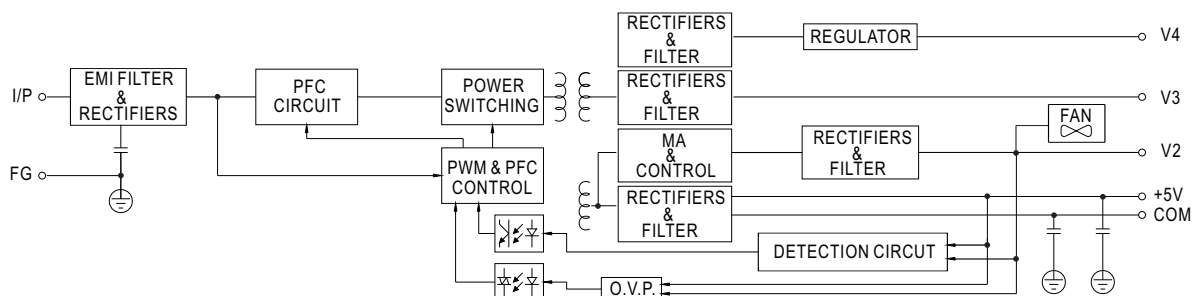 RECTIFIERS
&
FILTER
REGULATOR
V4
I/P
EMI FILTER
&
RECTIFIERS
PFC
CIRCUIT
POWER
SWITCHING
RECTIFIERS
&
FILTER
V3
FAN
FG
PWM & PFC
CONTROL
MA
&
CONTROL
RECTIFIERS
&
FILTER
V2
RECTIFIERS
&
FILTER
+5V
COM
DETECTION CIRCUT
O.V.P.